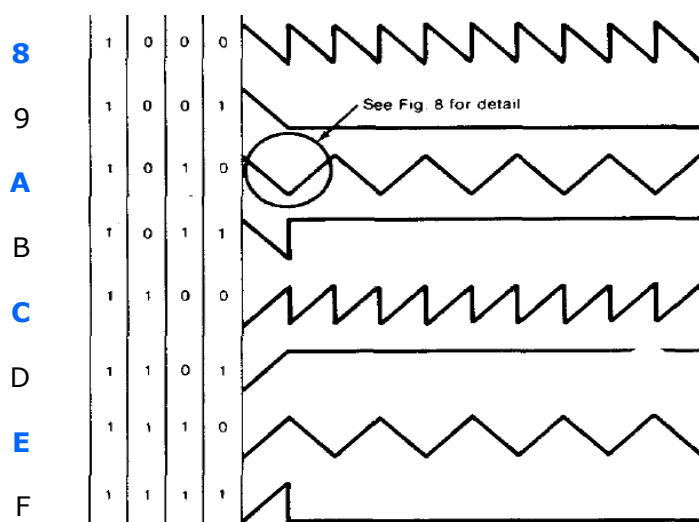 8 1 0 0 0
9 1 0 0 1
See Fig. 8 for detail
A 1 0 1 0
B 1 0 1 1
C 1 1 0 0
D 1 1 0 1
E 1 1 1 0
F 1 1 1 1